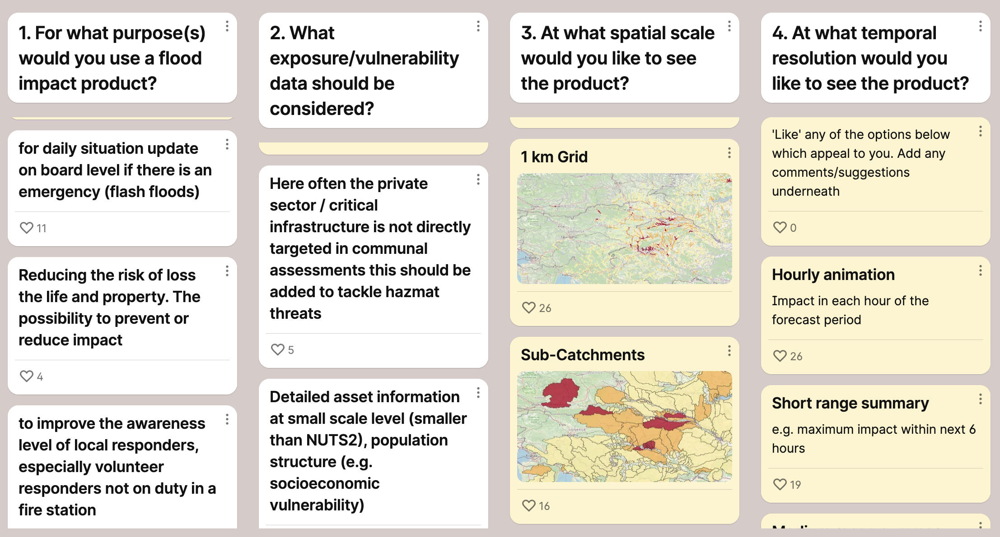 1. For what purpose(s)
would you use a flood
impact product?
for daily situation update
on board level if there is an
emergency (flash floods)
11
Reducing the risk of loss
the life and property. The
possibility to prevent or
reduce impact
4
to improve the awareness
level of local responders,
especially volunteer
responders not on duty in a
fire station
2. What
exposure/vulnerability
data should be
considered?
Here often the private
sector / critical
infrastructure is not directly
targeted in communal
assessments this should be
added to tackle hazmat
threats
5
Detailed asset information
at small scale level (smaller
than NUTS2), population
structure (e.g.
socioeconomic
vulnerability)
3. At what spatial scale
would you like to see
the product?
1 km Grid
Graz
Slovenija
Ljubljana
Trieste
26
Sub-Catchments
Graz
Slovenija
Ljubljana
Trieste
16
4. At what temporal
resolution would you
like to see the product?
'Like' any of the options below
which appeal to you. Add any
comments/suggestions
underneath
0
Hourly animation
Impact in each hour of the
forecast period
26
Short range summary
e.g. maximum impact within next 6
hours
19